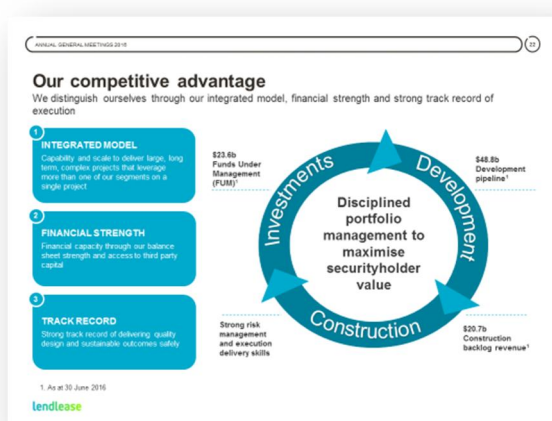 ANNUAL GENERAL MEETINGS 2016
22
Our competitive advantage
We distinguish ourselves through our integrated model, financial strength and strong track record of
execution
1
INTEGRATED MODEL
Capability and scale to deliver large, long
term, complex projects that leverage
more than one of our segments on a
single project
2
FINANCIAL STRENGTH
Financial capacity through our balance
sheet strength and access to third party
capital
3
TRACK RECORD
Strong track record of delivering quality
design and sustainable outcomes safely
$23.6b
Funds Under
Management
(FUM)¹
Investments
Development
Construction
Disciplined
portfolio
management to
maximise
securityholder
value
$48.8b
Development
pipeline¹
Strong risk
management
and execution
delivery skills
$20.7b
Construction
backlog revenue¹
1. As at 30 June 2016
lendlease